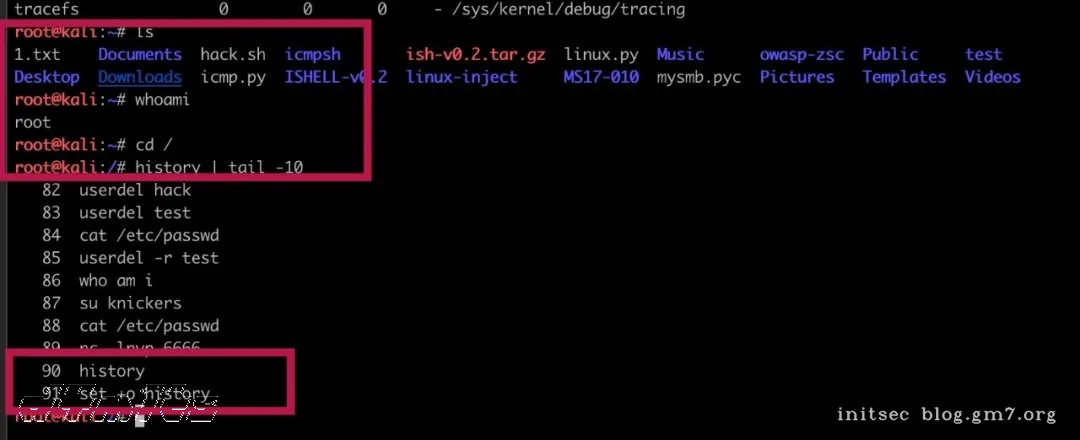 tracefs 0 0 0 - /sys/kernel/debug/tracing
root@kali:~# ls
1.txt Documents hack.sh icmpsh ish-v0.2.tar.gz linux.py Music owasp-zsc Public test
Desktop Downloads icmp.py ISHELL-v0.2 linux-inject MS17-010 mysmb.pyc Pictures Templates Videos
root@kali:~# whoami
root
root@kali:~# cd /
root@kali:/# history | tail -10
82 userdel hack
83 userdel test
84 cat /etc/passwd
85 userdel -r test
86 who am i
87 su knickers
88 cat /etc/passwd
89 nc -lnvp 6666
90 history
91 set +o history
root@kali:/#
initsec blog.gm7.org